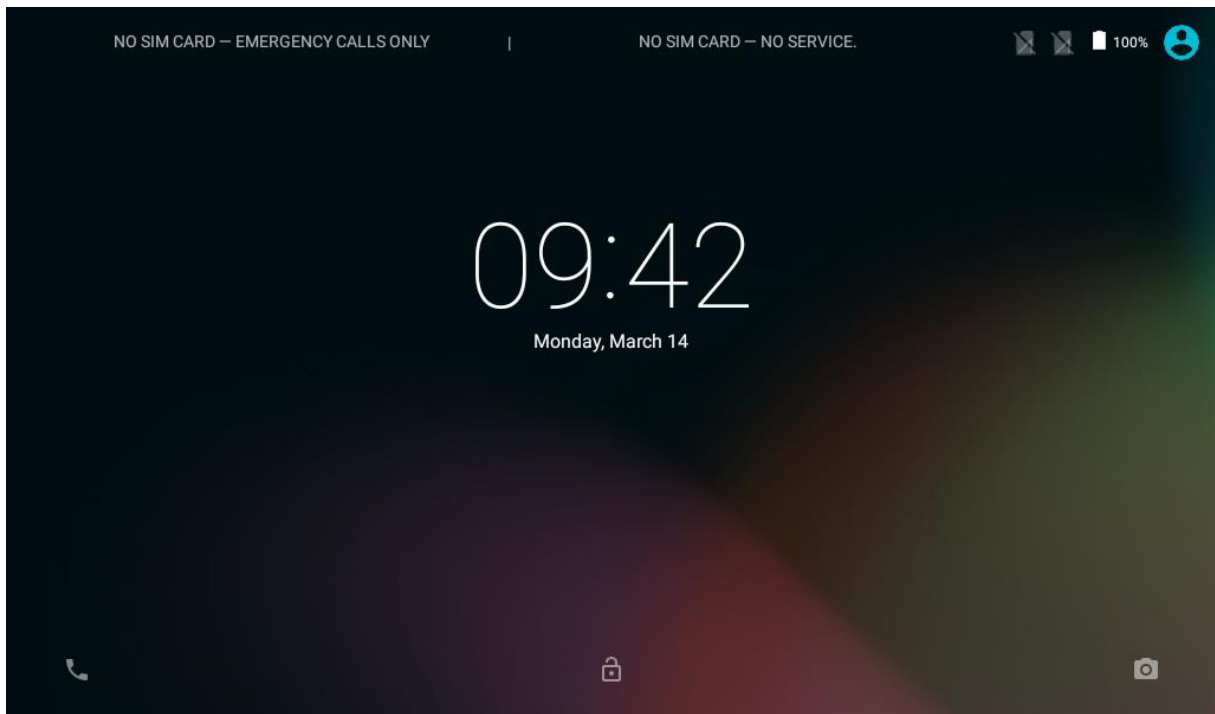 NO SIM CARD — EMERGENCY CALLS ONLY | NO SIM CARD — NO SERVICE. 100%
09:42
Monday, March 14